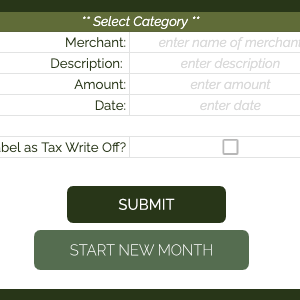 ** Select Category **
Merchant: enter name of merchant
Description: enter description
Amount: enter amount
Date: enter date
as Tax Write Off?
SUBMIT
START NEW MONTH